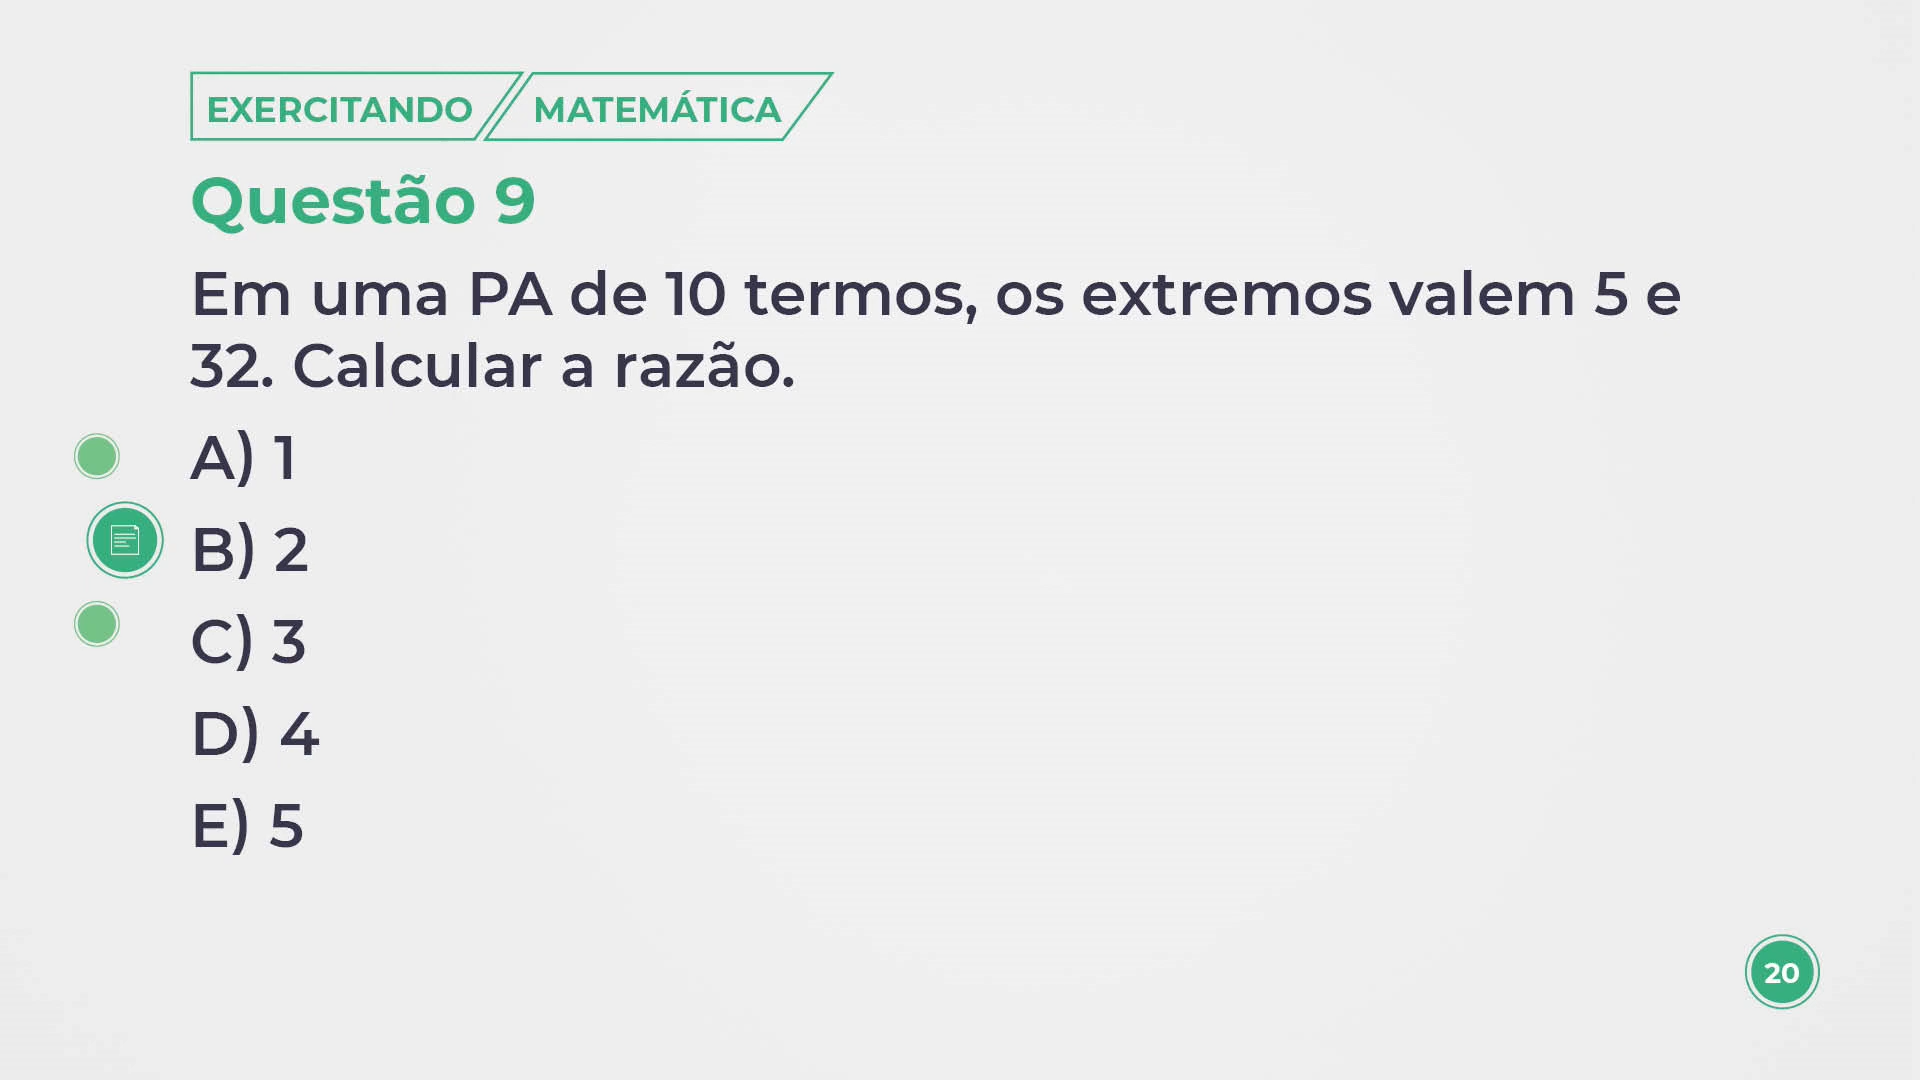 EXERCITANDO MATEMÁTICA
Questão 9
Em uma PA de 10 termos, os extremos valem 5 e
32. Calcular a razão.
A) 1
B) 2
C) 3
D) 4
E) 5
20